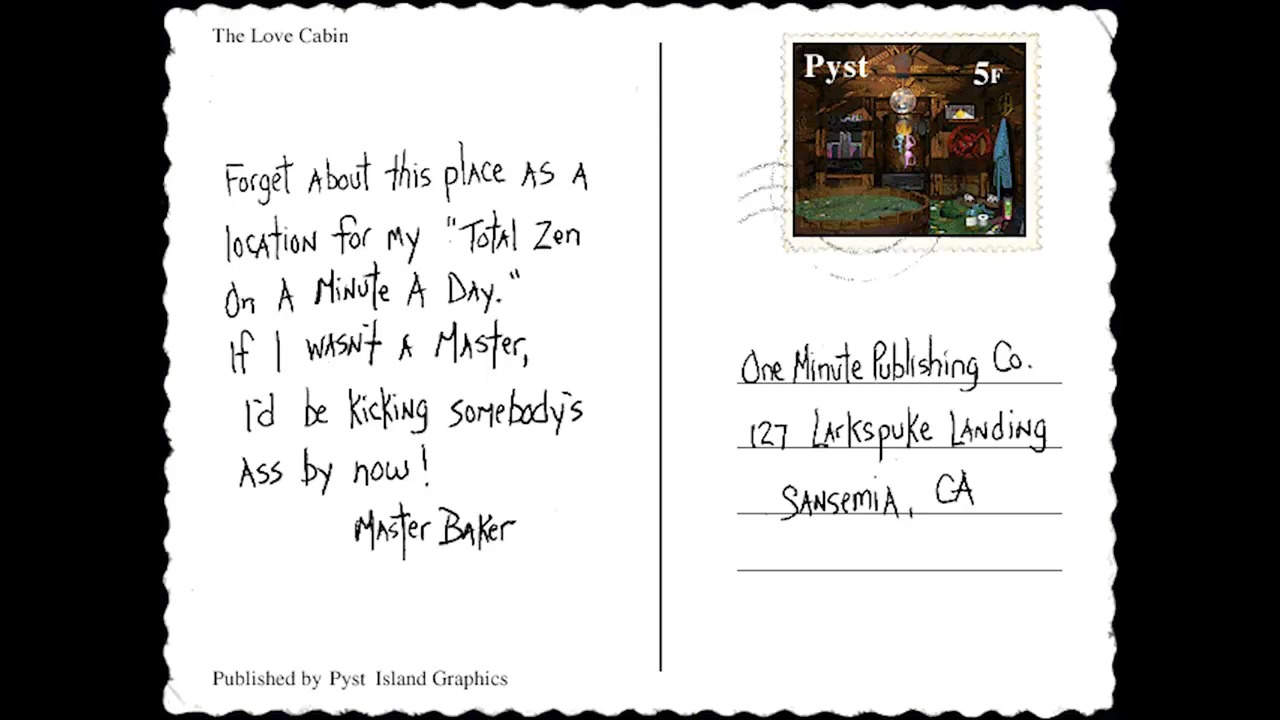 The Love Cabin
Forget About this place as a
location for my "Total Zen
On A Minute A Day."
If I wasn't a Master,
I'd be kicking somebody's
Ass by now!
Master Baker
Published by Pyst Island Graphics
Pyst 5F
One Minute Publishing Co.
127 Larkspuke Landing
Sansemia, CA